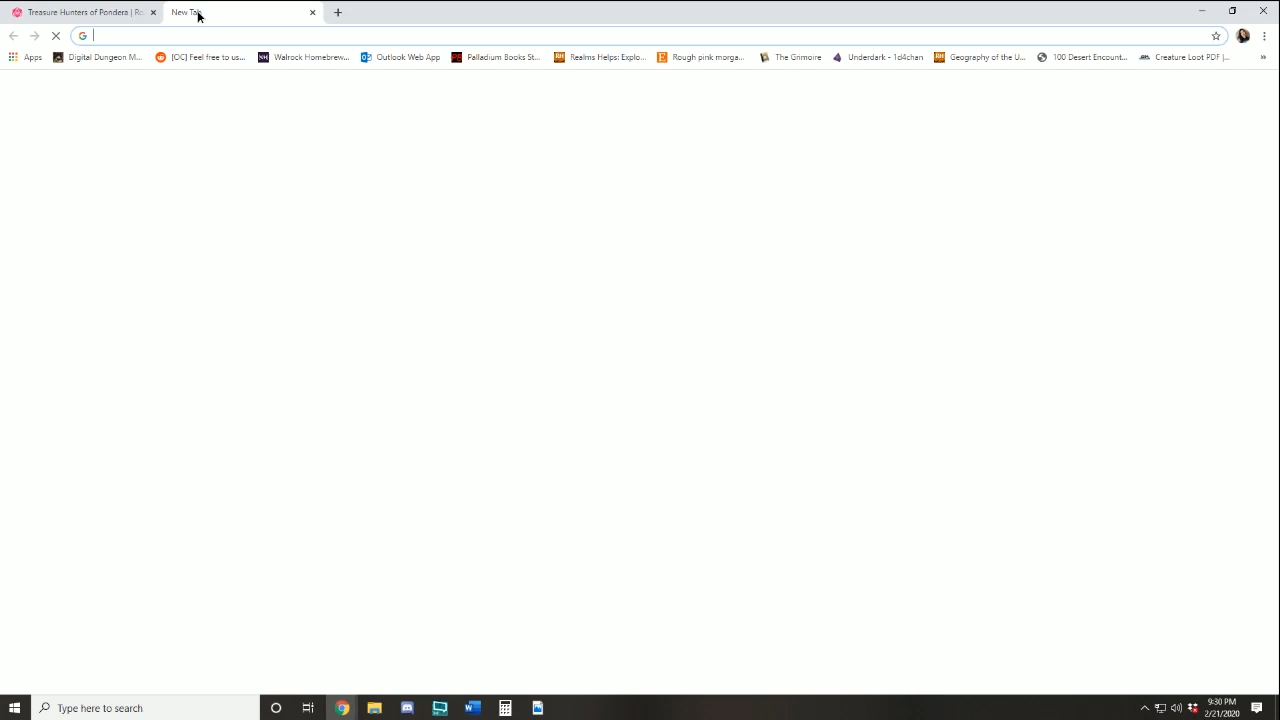 Treasure Hunters of Pondera | Ro
New Tab
Apps
Digital Dungeon M...
[OC] Feel free to us...
Walrock Homebrew...
Outlook Web App
Palladium Books St...
Realms Helps: Explo...
Rough pink morga...
The Grimoire
Underdark - 1d4chan
Geography of the U...
100 Desert Encount...
Creature Loot PDF |...
Type here to search
9:30 PM
2/21/2020